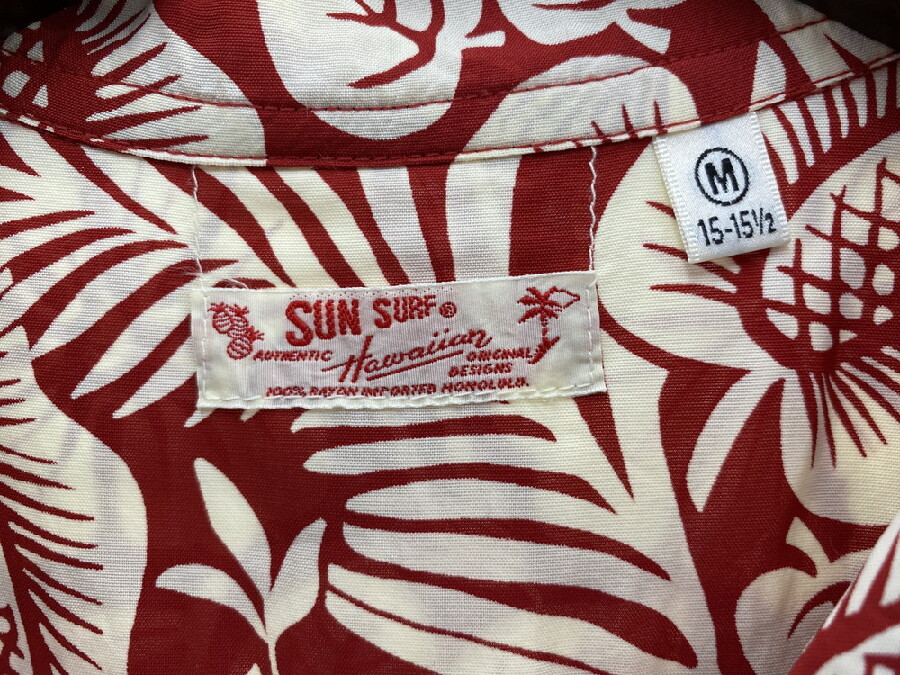 M
15-15½
SUN SURF®
AUTHENTIC Hawaiian ORIGINAL DESIGNS
100% RAYON IMPORTED HONOLULU.